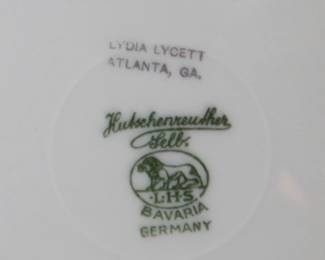 LYDIA LYCETT
ATLANTA, GA.
Hutschenreuther
Selb.
L·H·S
BAVARIA
GERMANY